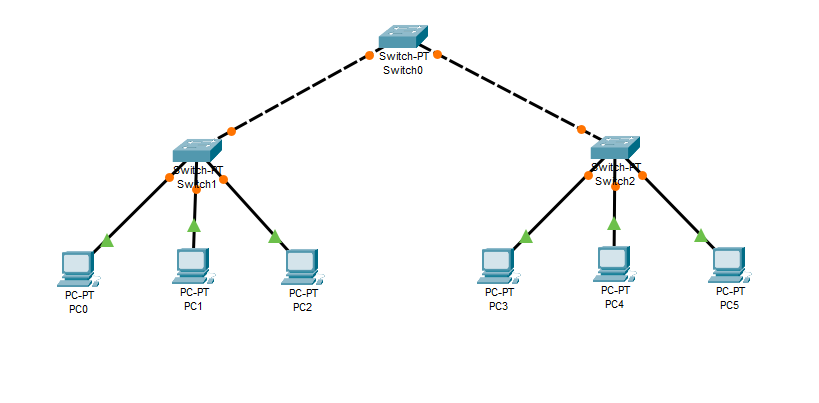 Switch-PT
Switch0
Switch-PT
Switch1
Switch-PT
Switch2
PC-PT
PC0
PC-PT
PC1
PC-PT
PC2
PC-PT
PC3
PC-PT
PC4
PC-PT
PC5